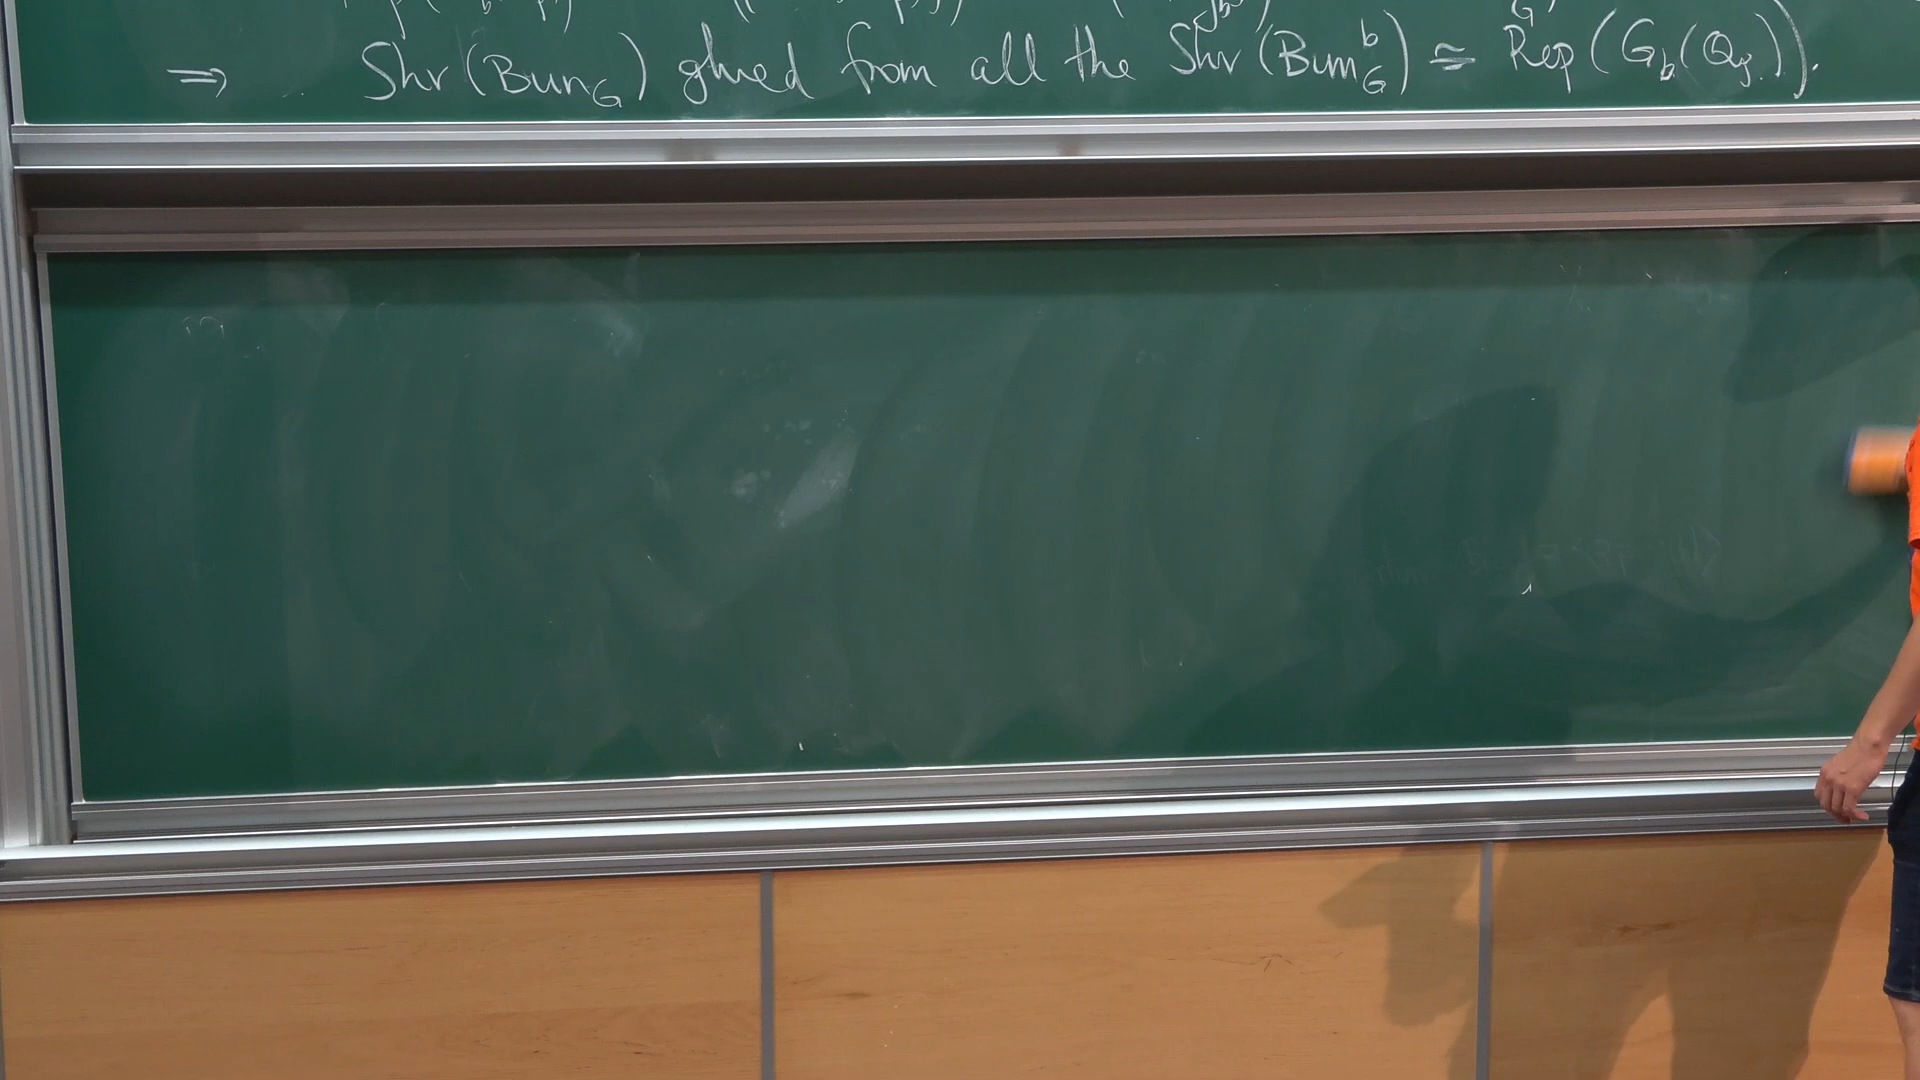 ⇒ Shv (Bun_G) glued from all the Shv (Bun_G^b) ≃ Rep (G_b(Q_p)).